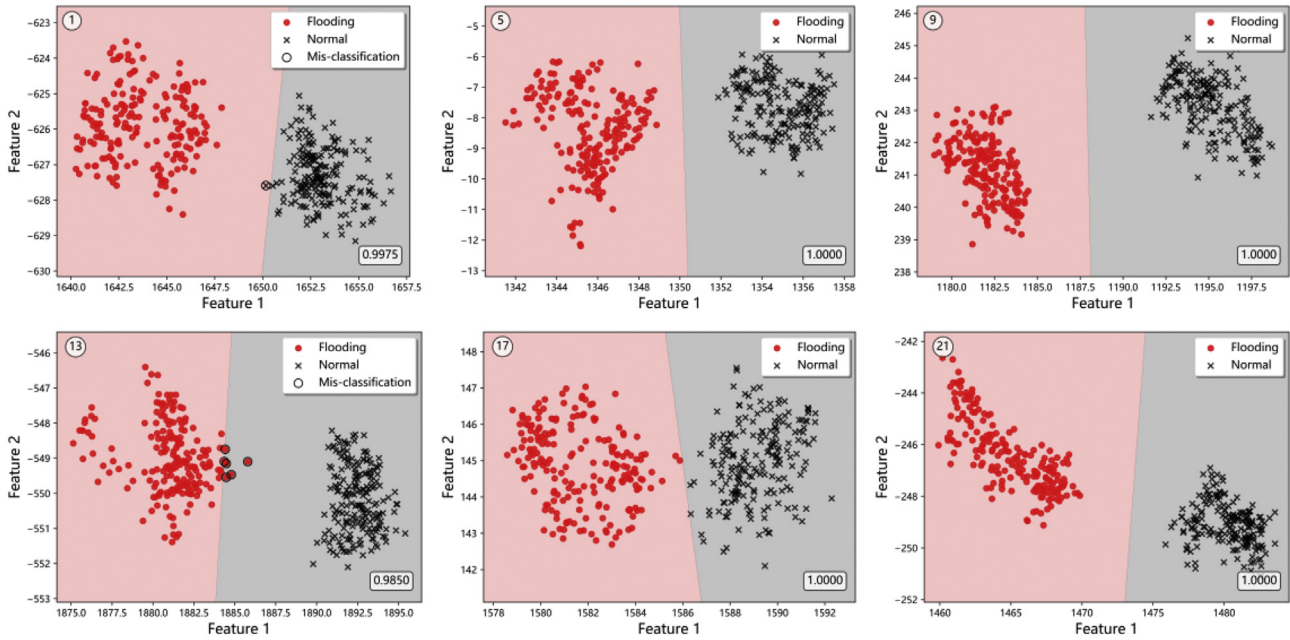 1
Flooding
Normal
Mis-classification
0.9975
−623
−624
−625
−626
−627
−628
−629
−630
Feature 2
1640.0 1642.5 1645.0 1647.5 1650.0 1652.5 1655.0 1657.5
Feature 1
5
Flooding
Normal
1.0000
−5
−6
−7
−8
−9
−10
−11
−12
−13
Feature 2
1342 1344 1346 1348 1350 1352 1354 1356 1358
Feature 1
9
Flooding
Normal
1.0000
246
245
244
243
242
241
240
239
238
Feature 2
1180.0 1182.5 1185.0 1187.5 1190.0 1192.5 1195.0 1197.5
Feature 1
13
Flooding
Normal
Mis-classification
0.9850
−546
−547
−548
−549
−550
−551
−552
−553
Feature 2
1875.0 1877.5 1880.0 1882.5 1885.0 1887.5 1890.0 1892.5 1895.0
Feature 1
17
Flooding
Normal
1.0000
148
147
146
145
144
143
142
Feature 2
1578 1580 1582 1584 1586 1588 1590 1592
Feature 1
21
Flooding
Normal
1.0000
−242
−244
−246
−248
−250
−252
Feature 2
1460 1465 1470 1475 1480
Feature 1